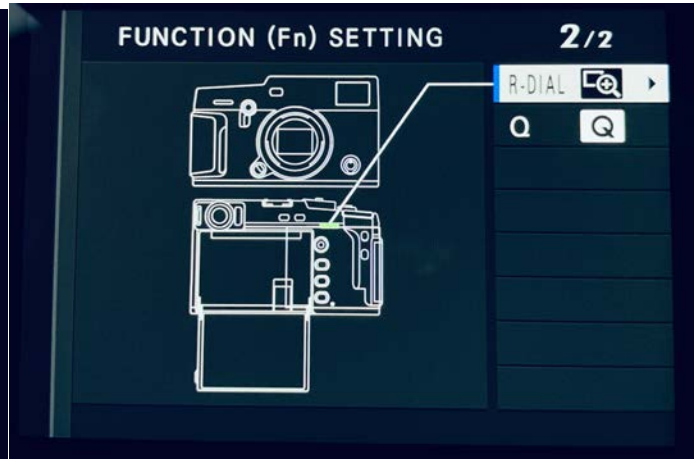 FUNCTION (Fn) SETTING 2/2
R-DIAL
Q Q